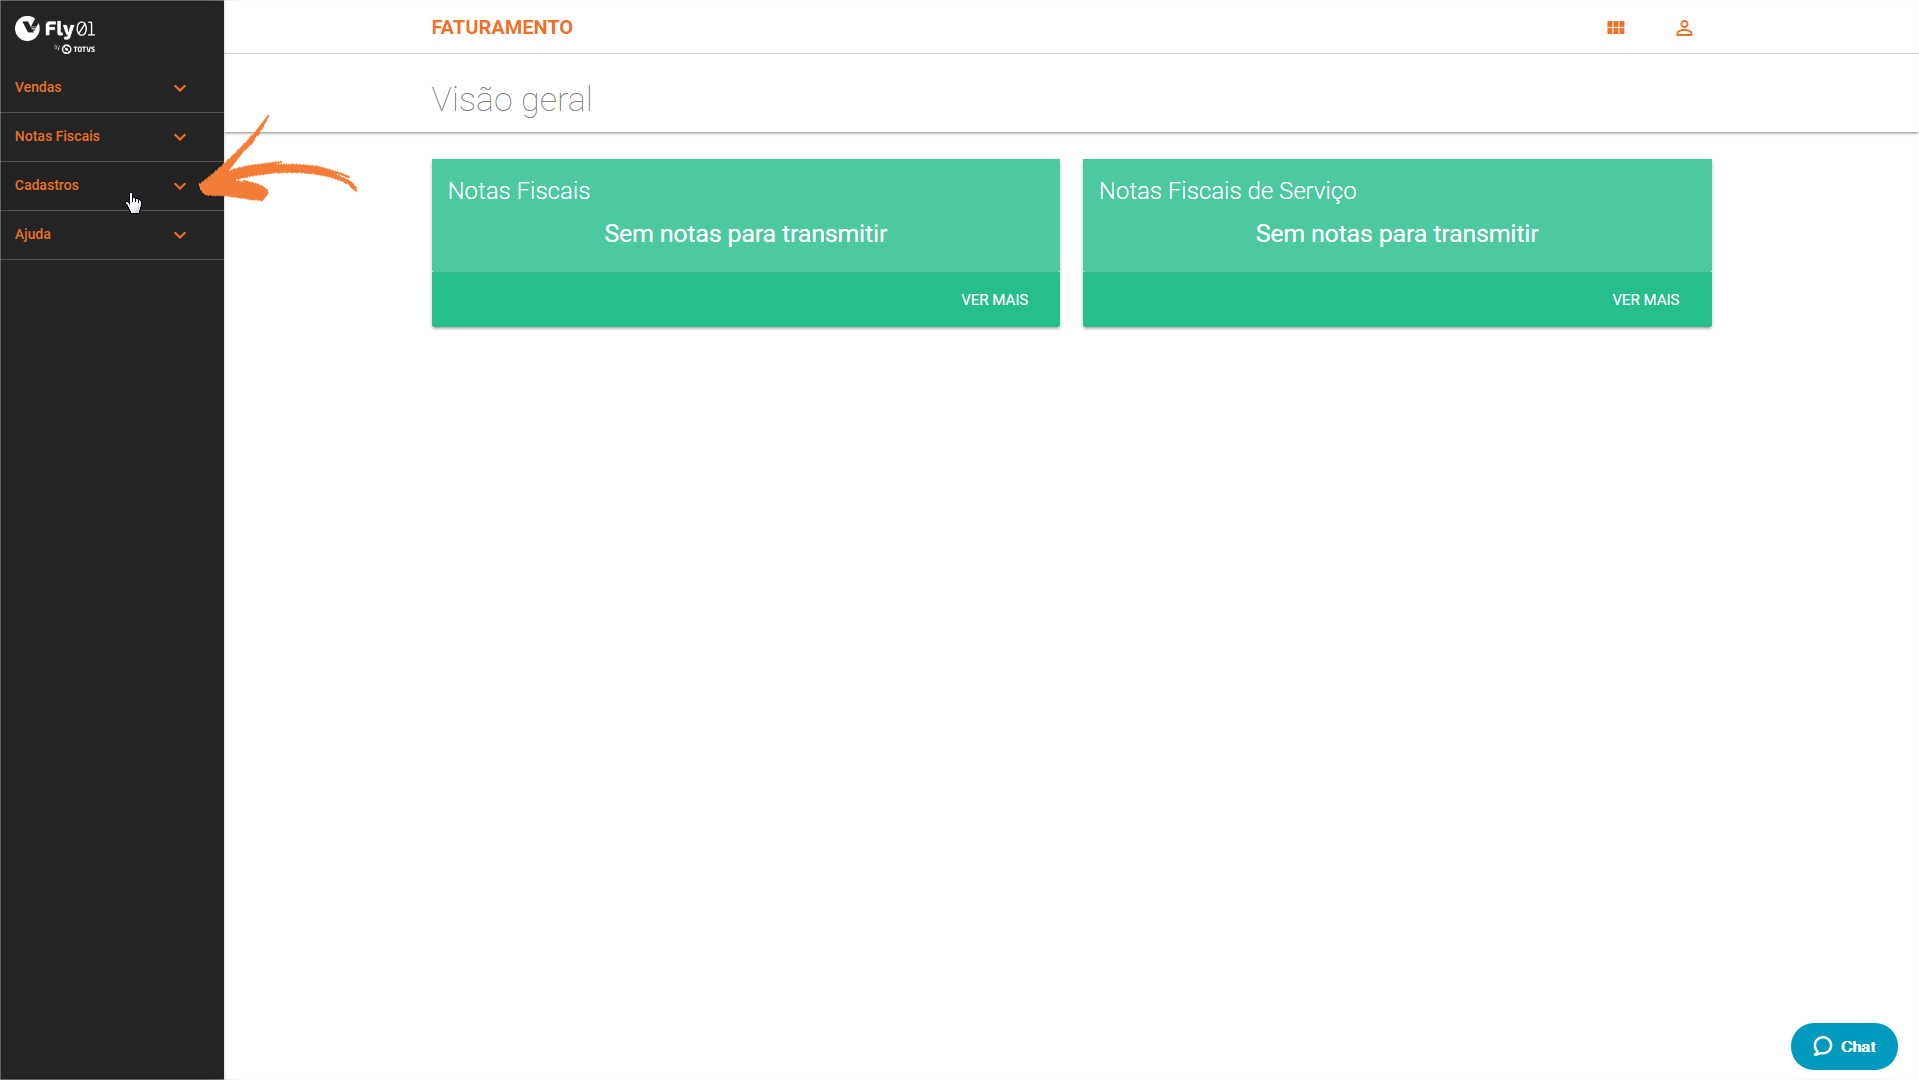 Fly01
by TOTVS
Vendas
Notas Fiscais
Cadastros
Ajuda
FATURAMENTO
Visão geral
Notas Fiscais
Sem notas para transmitir
VER MAIS
Notas Fiscais de Serviço
Sem notas para transmitir
VER MAIS
Chat